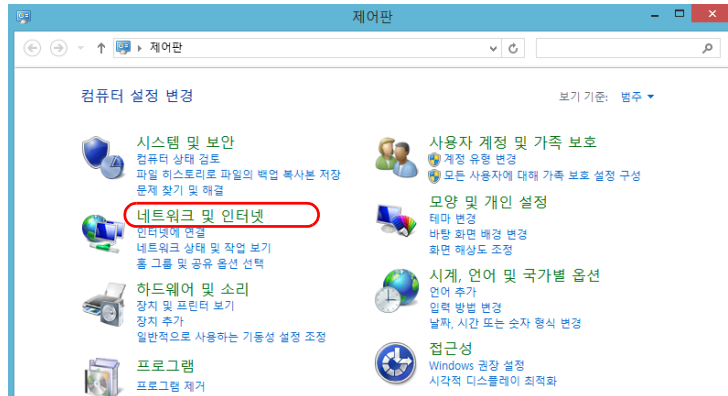 제어판
제어판
컴퓨터 설정 변경
보기 기준: 범주
시스템 및 보안
컴퓨터 상태 검토
파일 히스토리로 파일의 백업 복사본 저장
문제 찾기 및 해결
네트워크 및 인터넷
인터넷에 연결
네트워크 상태 및 작업 보기
홈 그룹 및 공유 옵션 선택
하드웨어 및 소리
장치 및 프린터 보기
장치 추가
일반적으로 사용하는 기동성 설정 조정
프로그램
프로그램 제거
사용자 계정 및 가족 보호
계정 유형 변경
모든 사용자에 대해 가족 보호 설정 구성
모양 및 개인 설정
테마 변경
바탕 화면 배경 변경
화면 해상도 조정
시계, 언어 및 국가별 옵션
언어 추가
입력 방법 변경
날짜, 시간 또는 숫자 형식 변경
접근성
Windows 권장 설정
시각적 디스플레이 최적화